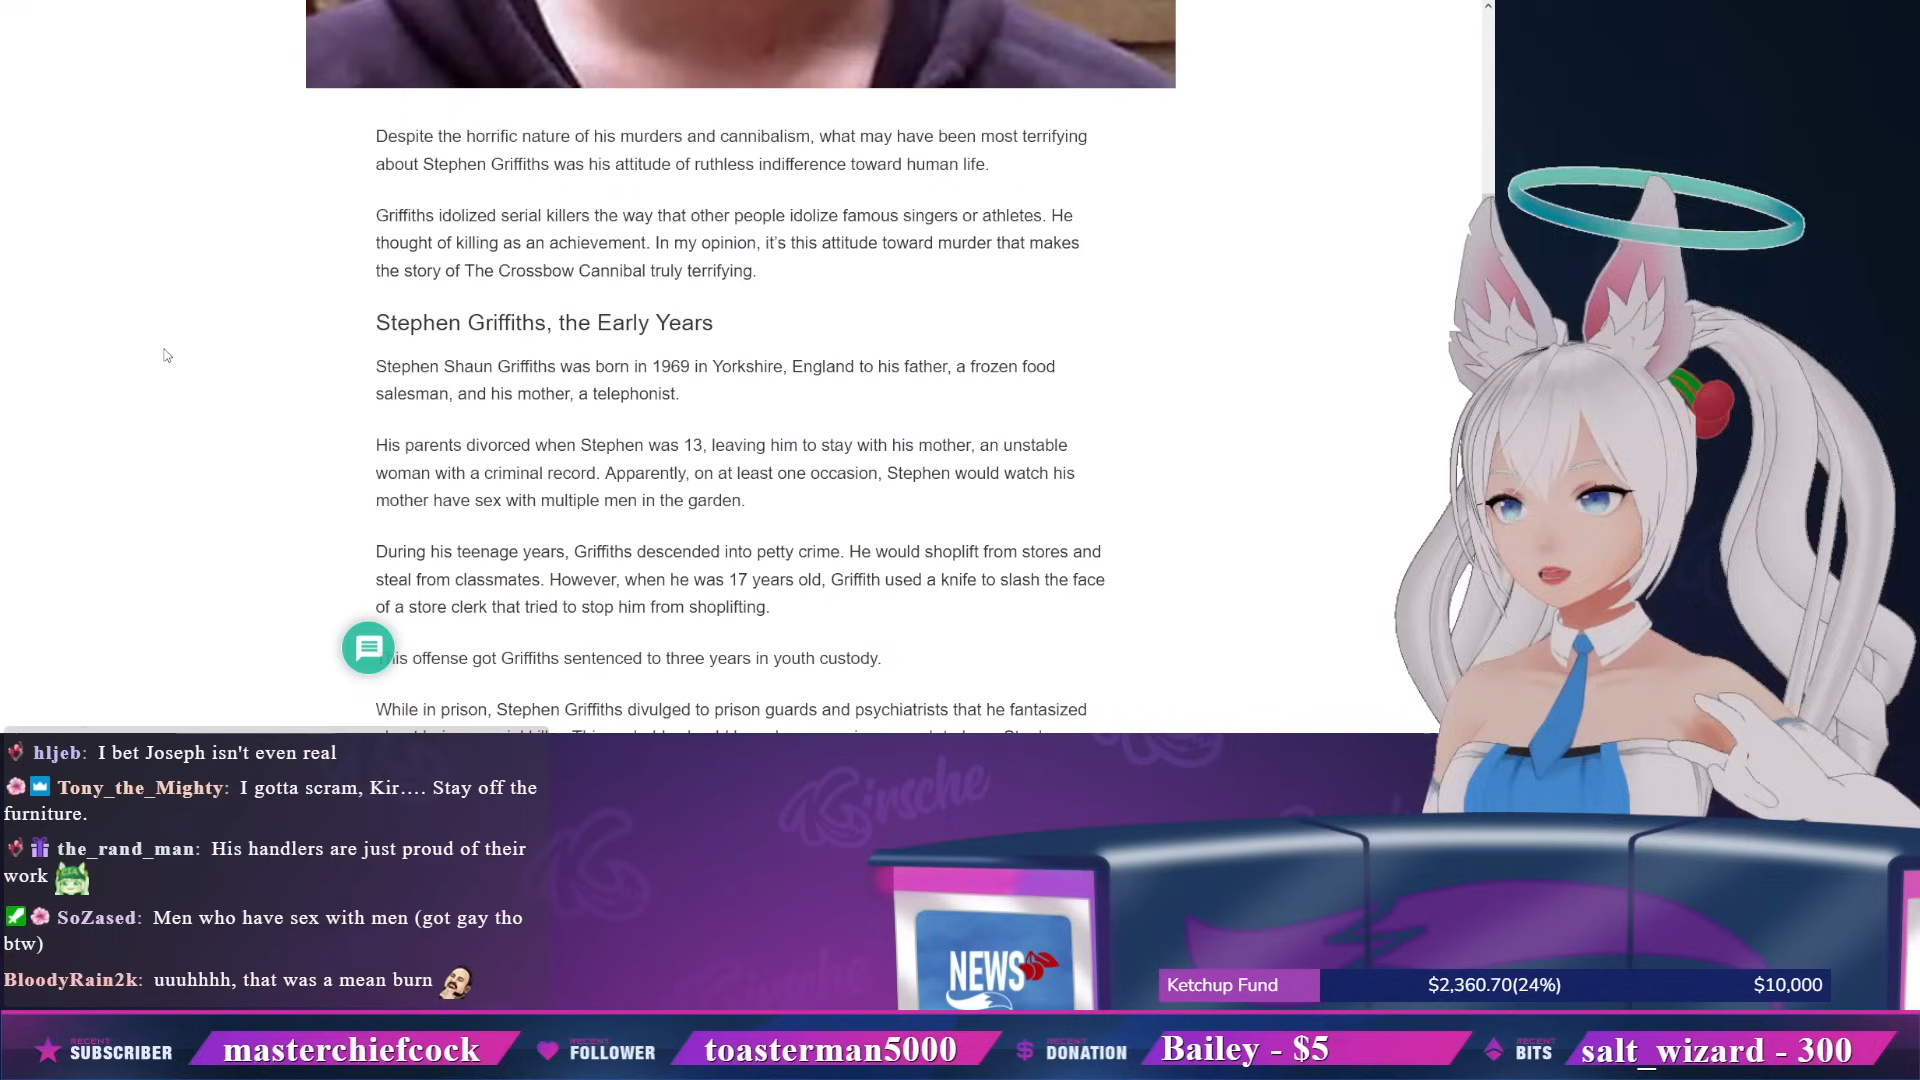 Despite the horrific nature of his murders and cannibalism, what may have been most terrifying
about Stephen Griffiths was his attitude of ruthless indifference toward human life.
Griffiths idolized serial killers the way that other people idolize famous singers or athletes. He
thought of killing as an achievement. In my opinion, it's this attitude toward murder that makes
the story of The Crossbow Cannibal truly terrifying.
Stephen Griffiths, the Early Years
Stephen Shaun Griffiths was born in 1969 in Yorkshire, England to his father, a frozen food
salesman, and his mother, a telephonist.
His parents divorced when Stephen was 13, leaving him to stay with his mother, an unstable
woman with a criminal record. Apparently, on at least one occasion, Stephen would watch his
mother have sex with multiple men in the garden.
During his teenage years, Griffiths descended into petty crime. He would shoplift from stores and
steal from classmates. However, when he was 17 years old, Griffith used a knife to slash the face
of a store clerk that tried to stop him from shoplifting.
his offense got Griffiths sentenced to three years in youth custody.
While in prison, Stephen Griffiths divulged to prison guards and psychiatrists that he fantasized
hljeb: I bet Joseph isn't even real
Tony_the_Mighty: I gotta scram, Kir.... Stay off the
furniture.
the_rand_man: His handlers are just proud of their
work
SoZased: Men who have sex with men (got gay tho
btw)
BloodyRain2k: uuuhhhh, that was a mean burn
Kirsche
NEWS
Ketchup Fund $2,360.70(24%) $10,000
RECENT SUBSCRIBER masterchiefcock RECENT FOLLOWER toasterman5000 RECENT DONATION Bailey - $5 RECENT BITS salt_wizard - 300